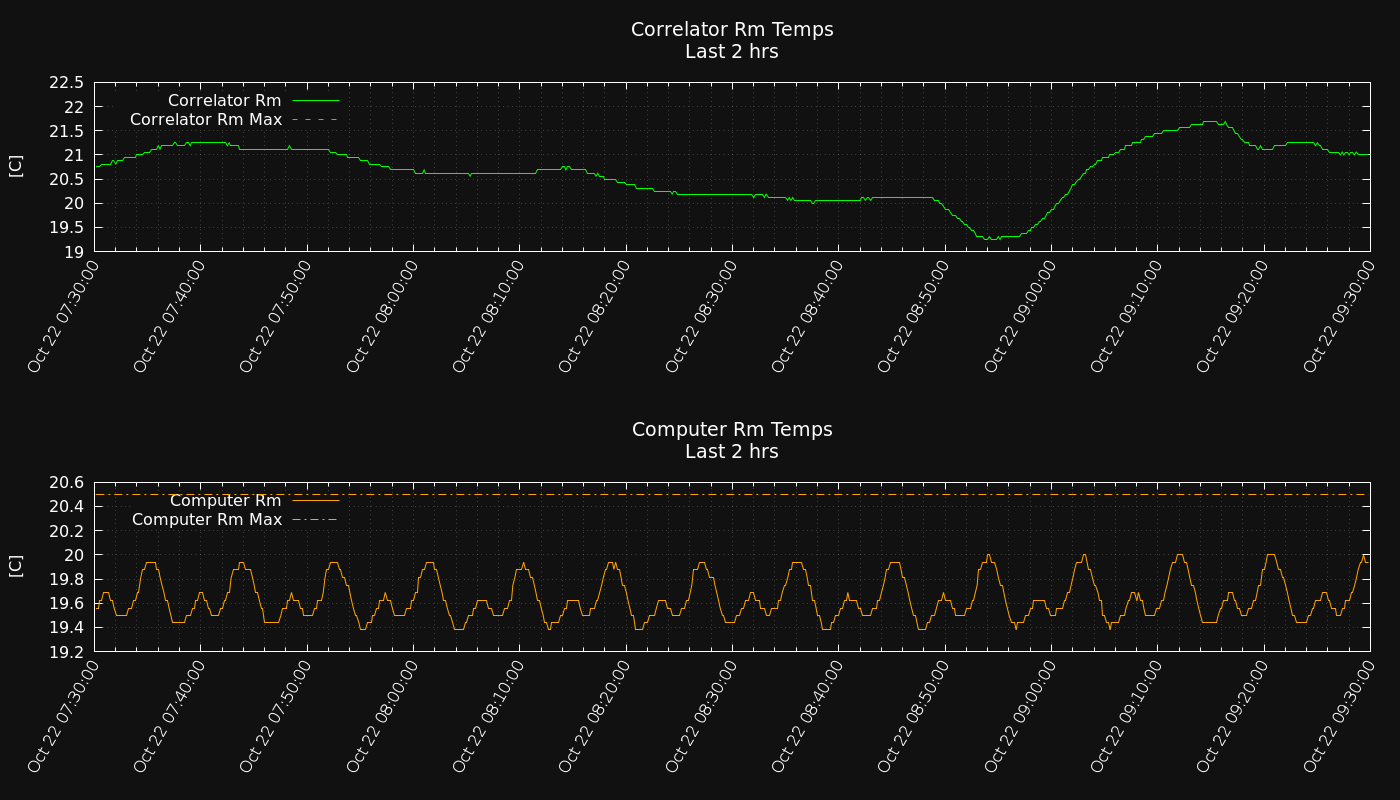 Correlator Rm Temps
Last 2 hrs
22.5
22
21.5
21
20.5
20
19.5
19
[C]
Correlator Rm
Correlator Rm Max
Oct 22 07:30:00
Oct 22 07:40:00
Oct 22 07:50:00
Oct 22 08:00:00
Oct 22 08:10:00
Oct 22 08:20:00
Oct 22 08:30:00
Oct 22 08:40:00
Oct 22 08:50:00
Oct 22 09:00:00
Oct 22 09:10:00
Oct 22 09:20:00
Oct 22 09:30:00
Computer Rm Temps
Last 2 hrs
20.6
20.4
20.2
20
19.8
19.6
19.4
19.2
[C]
Computer Rm
Computer Rm Max
Oct 22 07:30:00
Oct 22 07:40:00
Oct 22 07:50:00
Oct 22 08:00:00
Oct 22 08:10:00
Oct 22 08:20:00
Oct 22 08:30:00
Oct 22 08:40:00
Oct 22 08:50:00
Oct 22 09:00:00
Oct 22 09:10:00
Oct 22 09:20:00
Oct 22 09:30:00